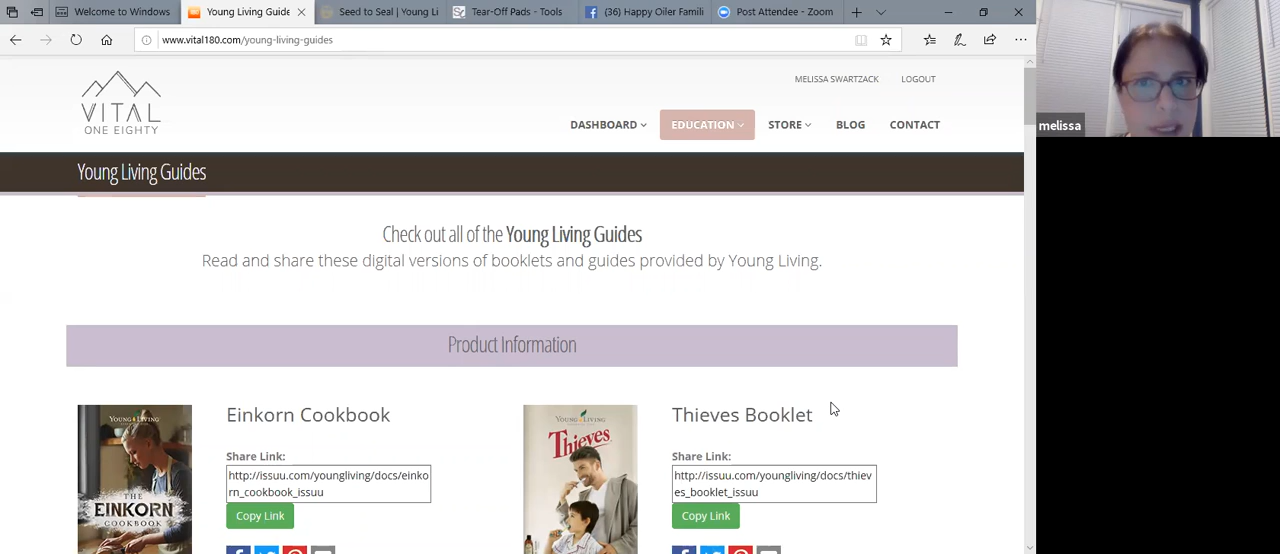 Welcome to Windows
Young Living Guide
Seed to Seal | Young Li
Tear-Off Pads - Tools
(36) Happy Oiler Famili
Post Attendee - Zoom
www.vital180.com/young-living-guides
VITAL
ONE EIGHTY
MELISSA SWARTZACK
LOGOUT
DASHBOARD
EDUCATION
STORE
BLOG
CONTACT
melissa
Young Living Guides
Check out all of the Young Living Guides
Read and share these digital versions of booklets and guides provided by Young Living.
Product Information
YOUNG LIVING
THE
EINKORN
COOKBOOK
Einkorn Cookbook
Share Link:
http://issuu.com/youngliving/docs/einko
rn_cookbook_issuu
Copy Link
YOUNG LIVING
Thieves
Thieves Booklet
Share Link:
http://issuu.com/youngliving/docs/thiev
es_booklet_issuu
Copy Link